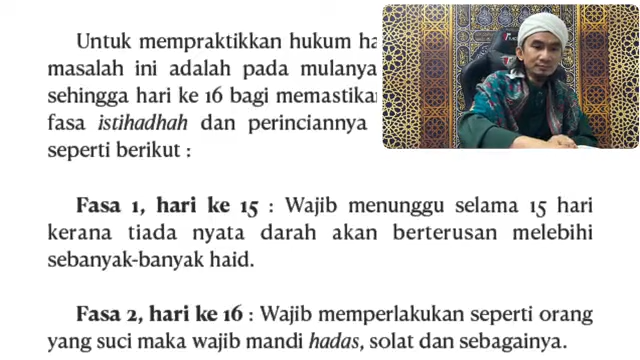 Untuk mempraktikkan hukum ha
masalah ini adalah pada mulanya
sehingga hari ke 16 bagi memastikan
fasa istihadhah dan perinciannya
seperti berikut :
Fasa 1, hari ke 15 : Wajib menunggu selama 15 hari
kerana tiada nyata darah akan berterusan melebihi
sebanyak-banyak haid.
Fasa 2, hari ke 16 : Wajib memperlakukan seperti orang
yang suci maka wajib mandi hadas, solat dan sebagainya.